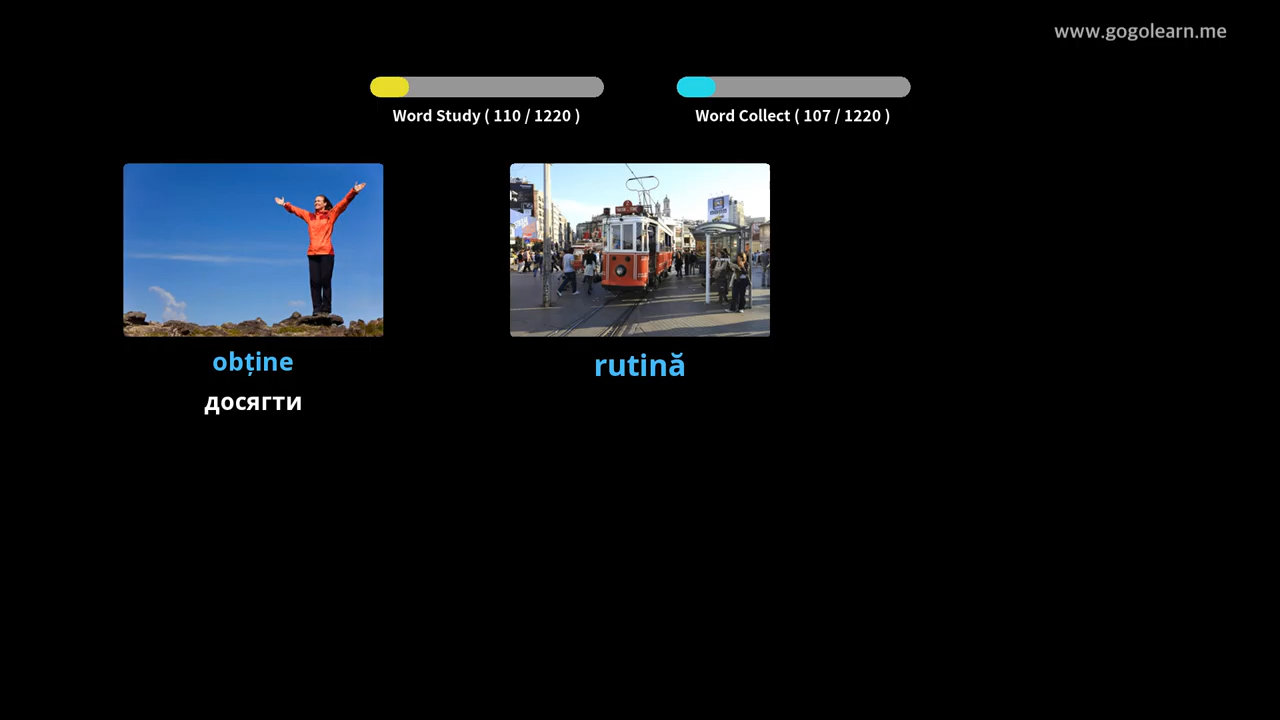 www.gogolearn.me
Word Study ( 110 / 1220 )
Word Collect ( 107 / 1220 )
obține
досягти
rutină